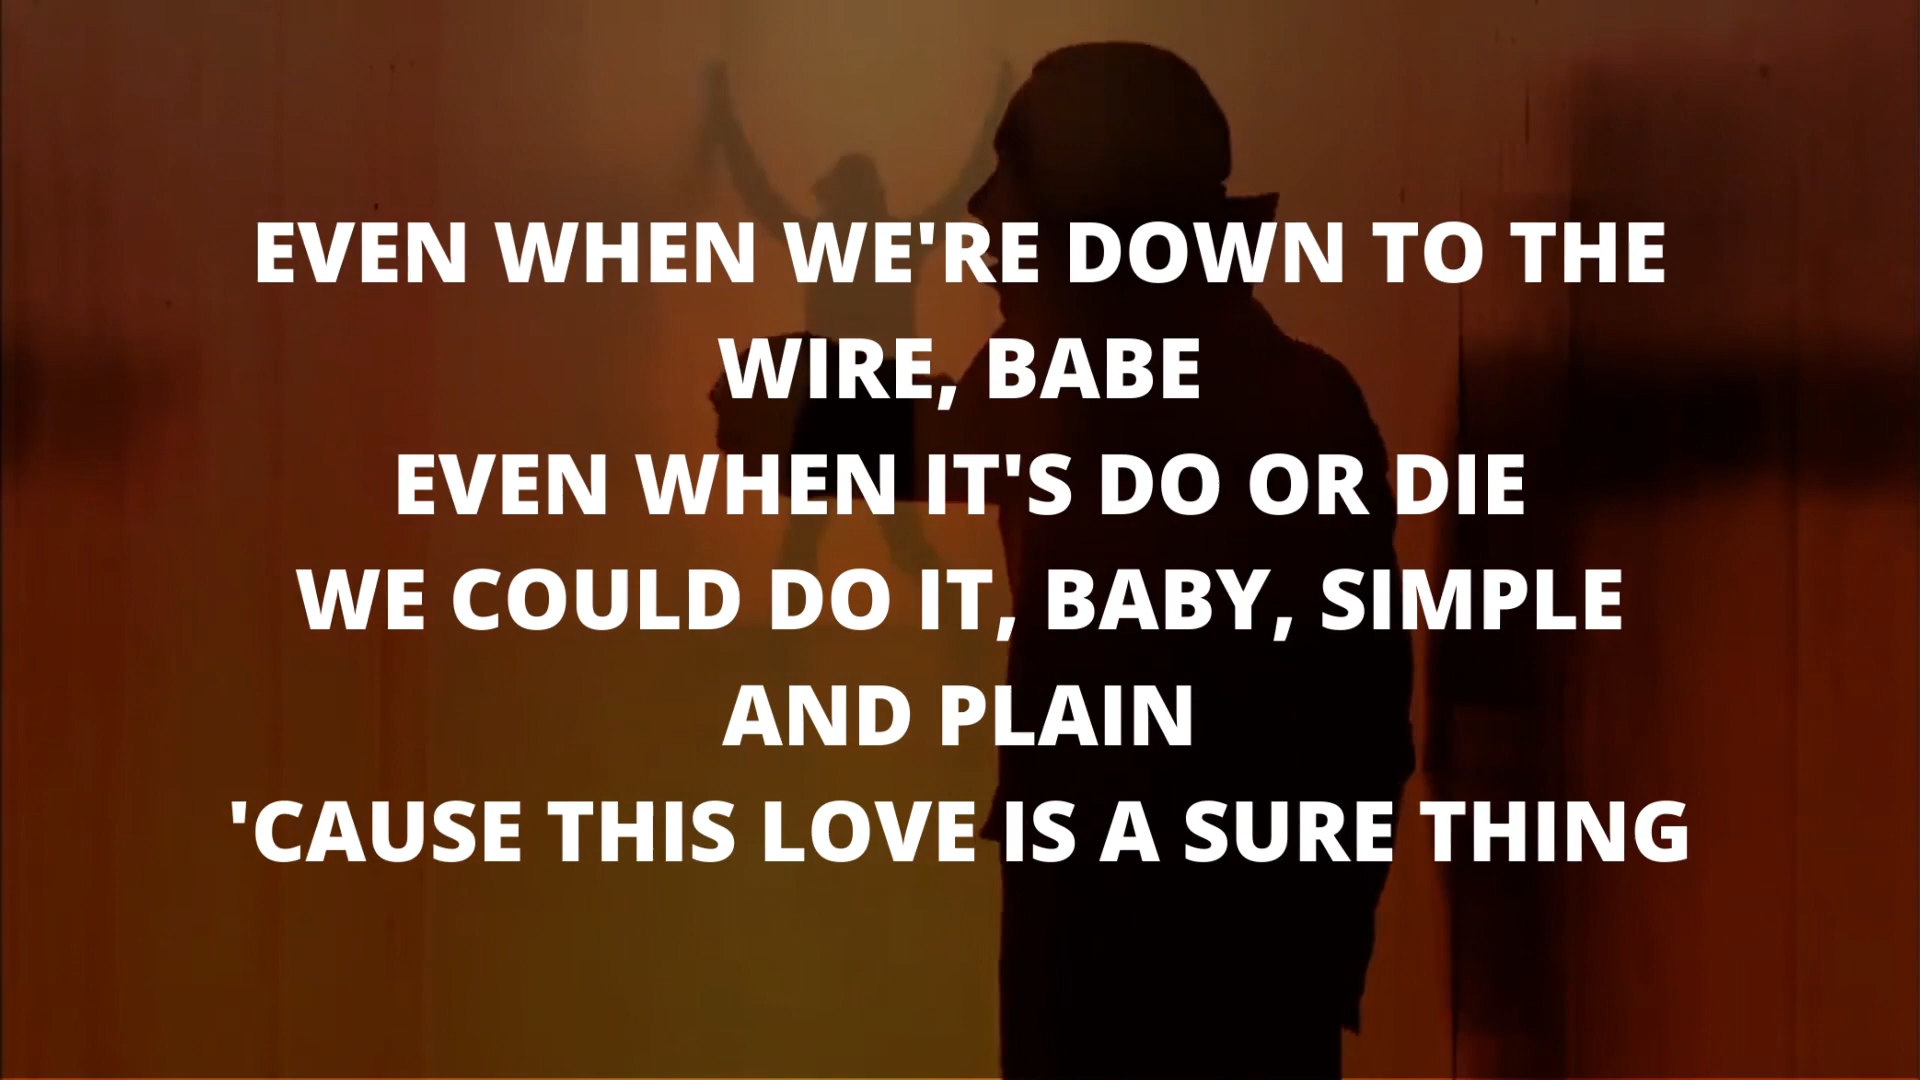 EVEN WHEN WE'RE DOWN TO THE
WIRE, BABE
EVEN WHEN IT'S DO OR DIE
WE COULD DO IT, BABY, SIMPLE
AND PLAIN
'CAUSE THIS LOVE IS A SURE THING